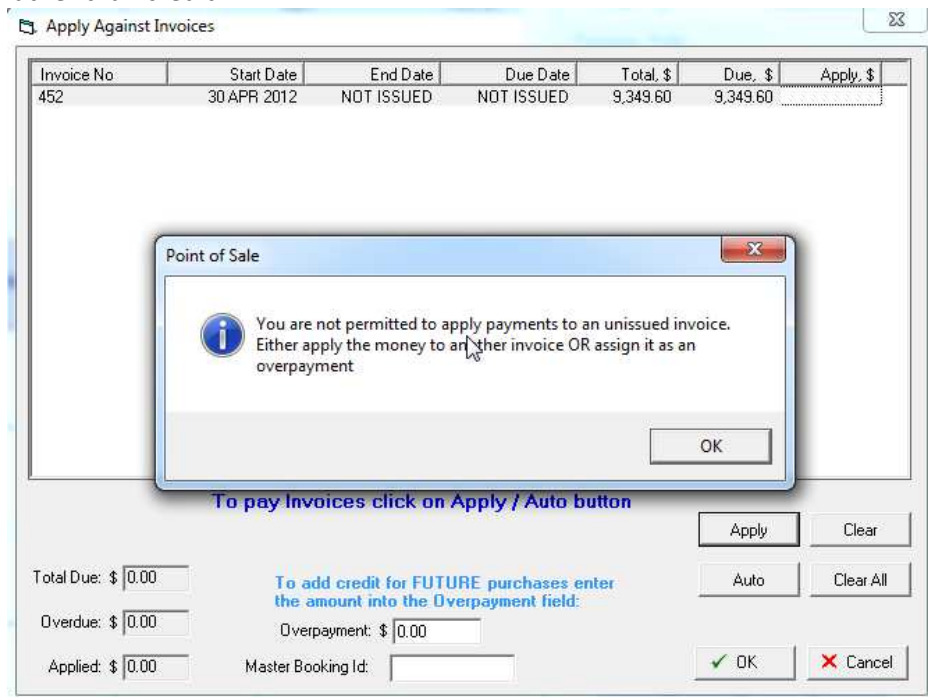 Apply Against Invoices
Invoice No Start Date End Date Due Date Total, $ Due, $ Apply, $
452 30 APR 2012 NOT ISSUED NOT ISSUED 9,349.60 9,349.60
Point of Sale
You are not permitted to apply payments to an unissued invoice.
Either apply the money to another invoice OR assign it as an
overpayment
OK
To pay Invoices click on Apply / Auto button
Apply Clear
Total Due: $ 0.00
To add credit for FUTURE purchases enter
the amount into the Overpayment field:
Auto Clear All
Overdue: $ 0.00
Overpayment: $ 0.00
Applied: $ 0.00
Master Booking Id:
OK Cancel